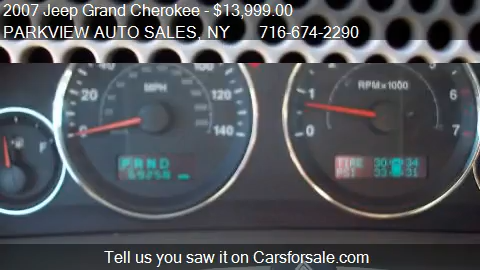 2007 Jeep Grand Cherokee - $13,999.00
PARKVIEW AUTO SALES, NY 716-674-2290
MPH
0
20
80
120
140
F
RPM×1000
0
1
6
7
P R N D
TIRE 30 34
PSI 33 31
Tell us you saw it on Carsforsale.com